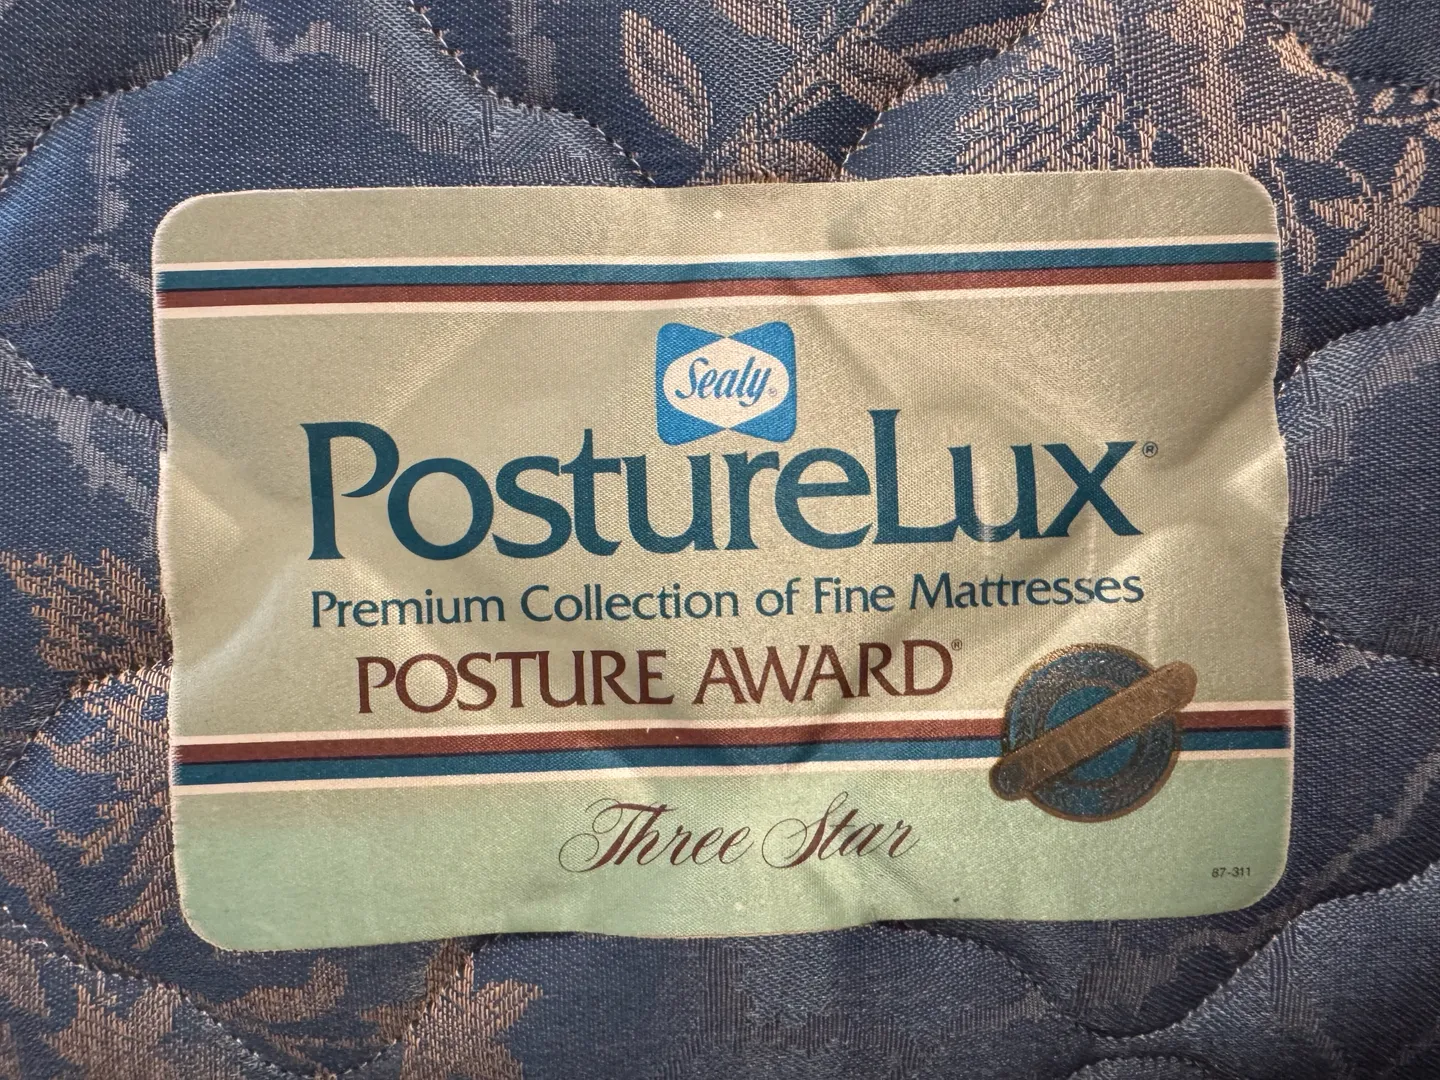 Sealy®
PostureLux®
Premium Collection of Fine Mattresses
POSTURE AWARD®
Three Star
87-311